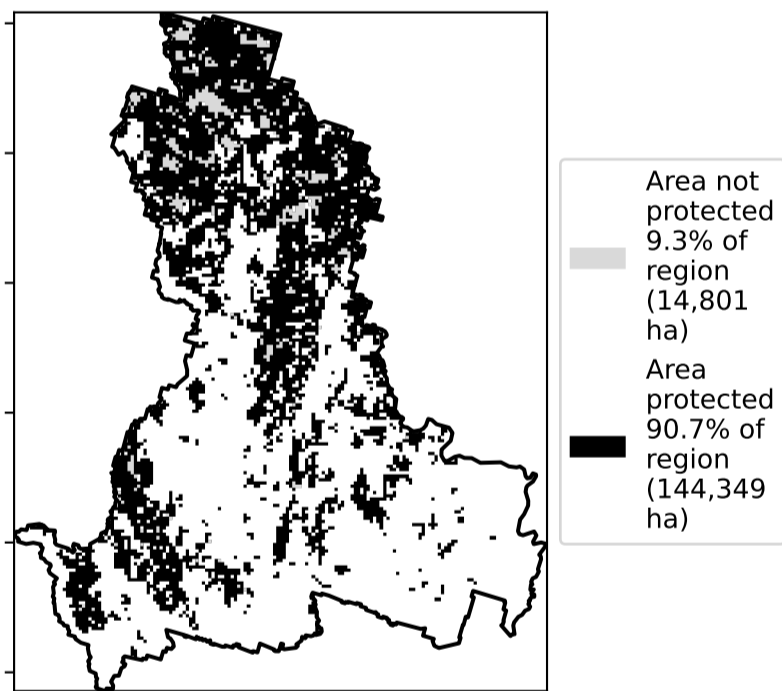 Area not
protected
9.3% of
region
(14,801
ha)
Area
protected
90.7% of
region
(144,349
ha)